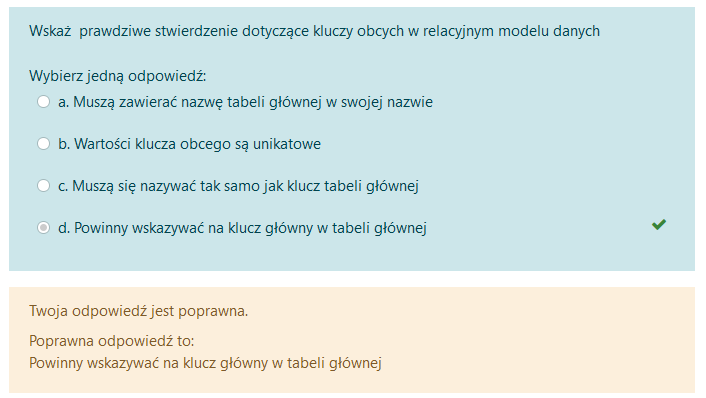 Wskaż prawdziwe stwierdzenie dotyczące kluczy obcych w relacyjnym modelu danych
Wybierz jedną odpowiedź:
a. Muszą zawierać nazwę tabeli głównej w swojej nazwie
b. Wartości klucza obcego są unikatowe
c. Muszą się nazywać tak samo jak klucz tabeli głównej
d. Powinny wskazywać na klucz główny w tabeli głównej
Twoja odpowiedź jest poprawna.
Poprawna odpowiedź to:
Powinny wskazywać na klucz główny w tabeli głównej